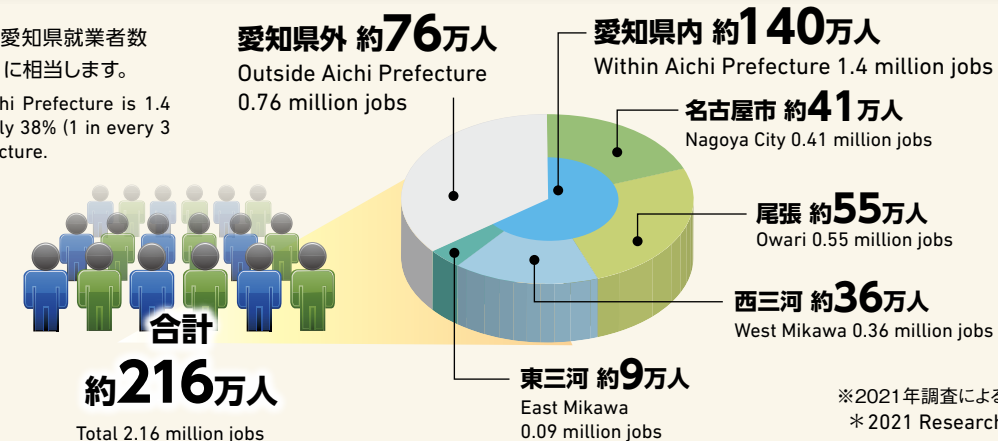 愛知県就業者数
に相当します。
hi Prefecture is 1.4
ly 38% (1 in every 3
cture.
愛知県外 約76万人
Outside Aichi Prefecture
0.76 million jobs
愛知県内 約140万人
Within Aichi Prefecture 1.4 million jobs
名古屋市 約41万人
Nagoya City 0.41 million jobs
尾張 約55万人
Owari 0.55 million jobs
西三河 約36万人
West Mikawa 0.36 million jobs
東三河 約9万人
East Mikawa
0.09 million jobs
合計
約216万人
Total 2.16 million jobs
※2021年調査による
＊2021 Research